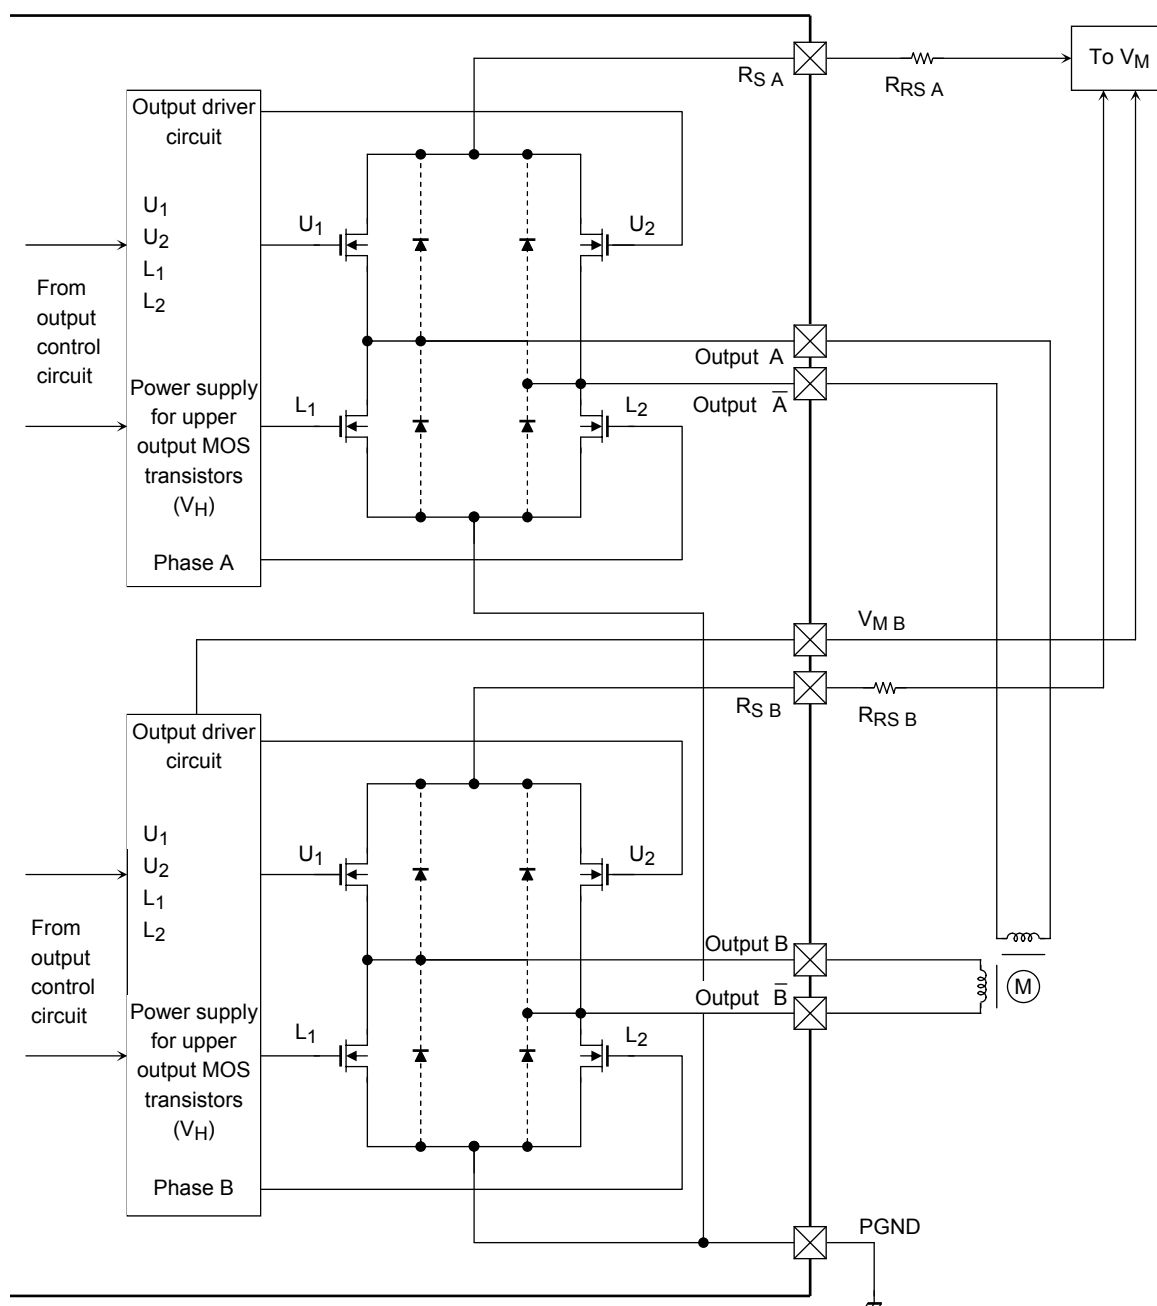 To VM
RS A
RRS A
Output driver
circuit
U1
U2
L1
L2
U1
U2
From
output
control
circuit
Output A
Output A̅
Power supply
for upper
output MOS
transistors
(VH)
L1
L2
Phase A
VM B
RS B
RRS B
Output driver
circuit
U1
U2
L1
L2
U1
U2
From
output
control
circuit
Output B
Output B̅
M
Power supply
for upper
output MOS
transistors
(VH)
L1
L2
Phase B
PGND